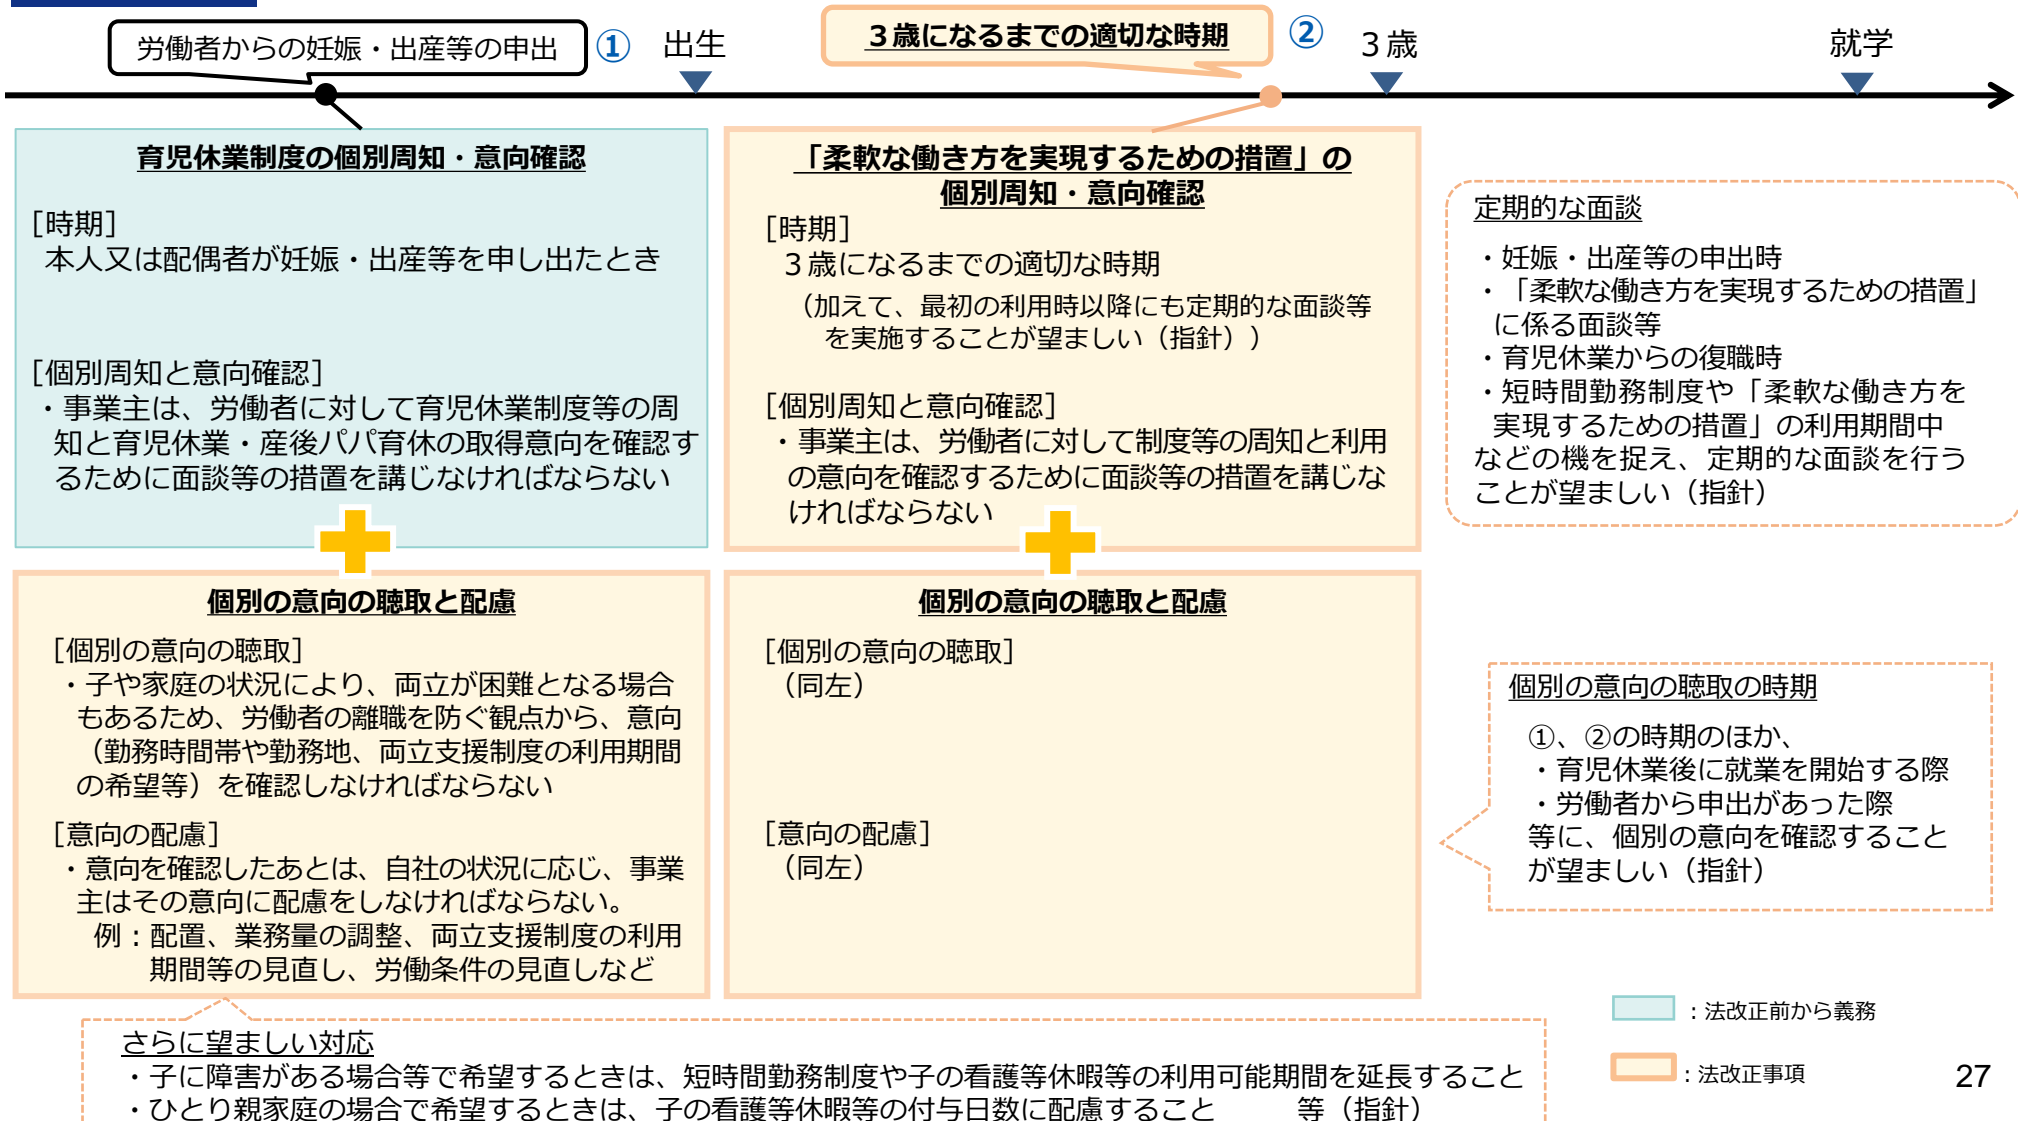 労働者からの妊娠・出産等の申出
①
出生
３歳になるまでの適切な時期
②
３歳
就学
育児休業制度の個別周知・意向確認
［時期］
本人又は配偶者が妊娠・出産等を申し出たとき
［個別周知と意向確認］
・事業主は、労働者に対して育児休業制度等の周
知と育児休業・産後パパ育休の取得意向を確認す
るために面談等の措置を講じなければならない
「柔軟な働き方を実現するための措置」の
個別周知・意向確認
［時期］
３歳になるまでの適切な時期
（加えて、最初の利用時以降にも定期的な面談等
を実施することが望ましい（指針））
［個別周知と意向確認］
・事業主は、労働者に対して制度等の周知と利用
の意向を確認するために面談等の措置を講じな
ければならない
定期的な面談
・妊娠・出産等の申出時
・「柔軟な働き方を実現するための措置」
に係る面談等
・育児休業からの復職時
・短時間勤務制度や「柔軟な働き方を
実現するための措置」の利用期間中
などの機を捉え、定期的な面談を行う
ことが望ましい（指針）
個別の意向の聴取と配慮
［個別の意向の聴取］
・子や家庭の状況により、両立が困難となる場合
もあるため、労働者の離職を防ぐ観点から、意向
（勤務時間帯や勤務地、両立支援制度の利用期間
の希望等）を確認しなければならない
［意向の配慮］
・意向を確認したあとは、自社の状況に応じ、事業
主はその意向に配慮をしなければならない。
例：配置、業務量の調整、両立支援制度の利用
期間等の見直し、労働条件の見直しなど
個別の意向の聴取と配慮
［個別の意向の聴取］
（同左）
［意向の配慮］
（同左）
個別の意向の聴取の時期
①、②の時期のほか、
・育児休業後に就業を開始する際
・労働者から申出があった際
等に、個別の意向を確認すること
が望ましい（指針）
さらに望ましい対応
・子に障害がある場合等で希望するときは、短時間勤務制度や子の看護等休暇等の利用可能期間を延長すること
・ひとり親家庭の場合で希望するときは、子の看護等休暇等の付与日数に配慮すること　　　等（指針）
：法改正前から義務
：法改正事項
27